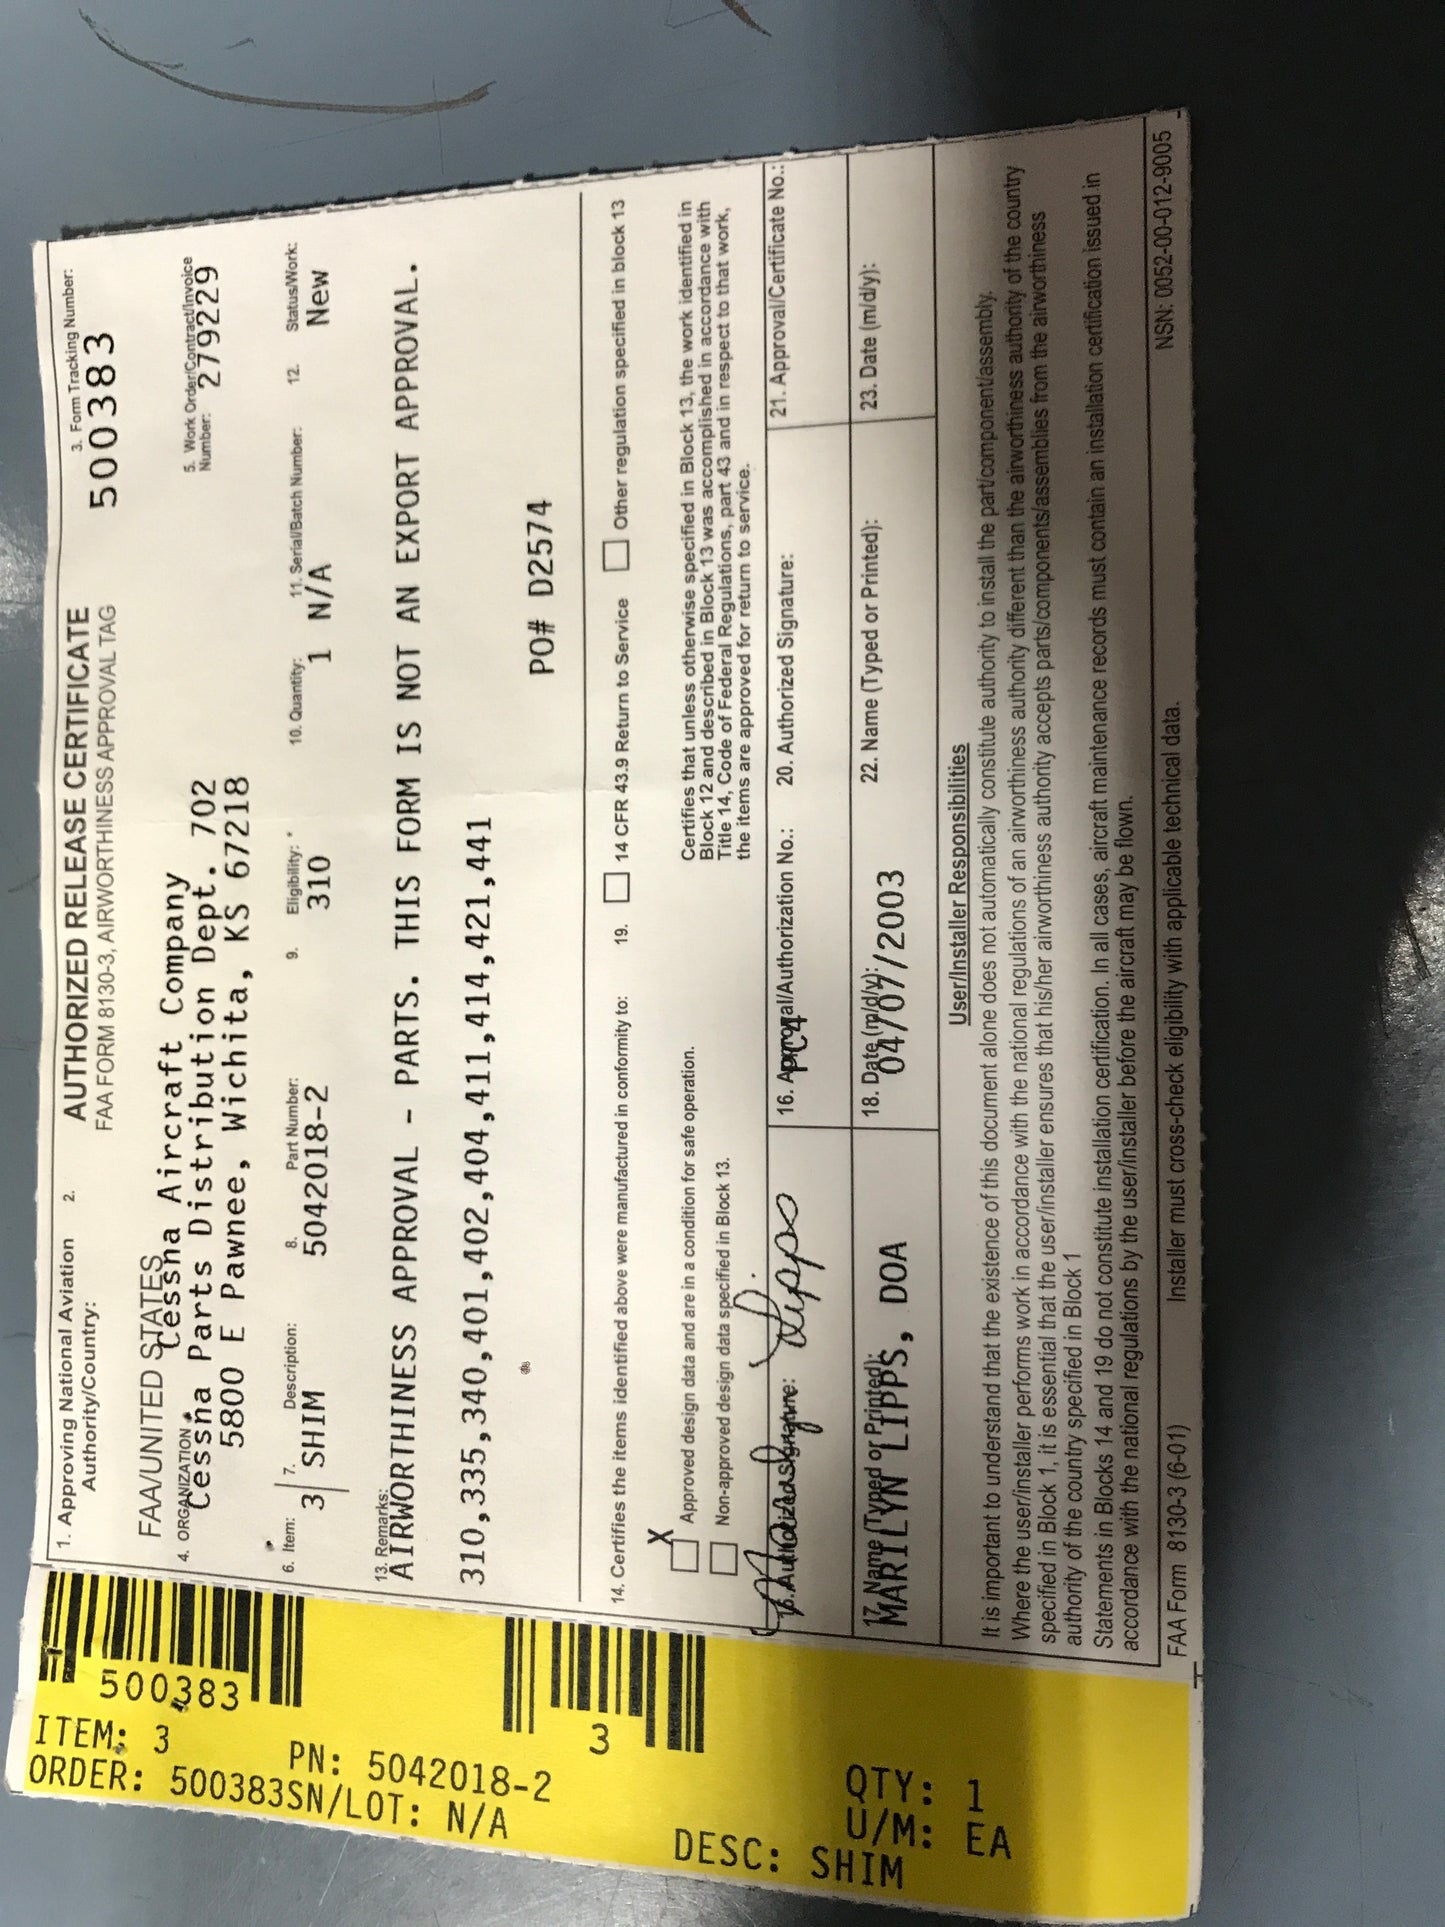 1. Approving National Aviation
Authority/Country:
2.
AUTHORIZED RELEASE CERTIFICATE
FAA FORM 8130-3, AIRWORTHINESS APPROVAL TAG
3. Form Tracking Number:
500383
FAA/UNITED STATES
4. ORGANIZATION
Cessna Aircraft Company
Cessna Parts Distribution Dept. 702
5800 E Pawnee, Wichita, KS 67218
5. Work Order/Contract/Invoice
Number: 279229
6. Item:
3
7. Description:
SHIM
8. Part Number:
5042018-2
9. Eligibility: *
310
10. Quantity:
1
11. Serial/Batch Number:
N/A
12. Status/Work:
New
13. Remarks:
AIRWORTHINESS APPROVAL - PARTS. THIS FORM IS NOT AN EXPORT APPROVAL.
310,335,340,401,402,404,411,414,421,441
PO# D2574
14. Certifies the items identified above were manufactured in conformity to:
X
Approved design data and are in a condition for safe operation.
Non-approved design data specified in Block 13.
19. 14 CFR 43.9 Return to Service Other regulation specified in block 13
Certifies that unless otherwise specified in Block 13, the work identified in
Block 12 and described in Block 13 was accomplished in accordance with
Title 14, Code of Federal Regulations, part 43 and in respect to that work,
the items are approved for return to service.
15. Authorized Signature:
Marilyn Lipps
16. Approval/Authorization No.:
PC4
20. Authorized Signature:
21. Approval/Certificate No.:
17. Name (Typed or Printed):
MARILYN LIPPS, DOA
18. Date (m/d/y):
04/07/2003
22. Name (Typed or Printed):
23. Date (m/d/y):
User/Installer Responsibilities
It is important to understand that the existence of this document alone does not automatically constitute authority to install the part/component/assembly.
Where the user/installer performs work in accordance with the national regulations of an airworthiness authority different than the airworthiness authority of the country
specified in Block 1, it is essential that the user/installer ensures that his/her airworthiness authority accepts parts/components/assemblies from the airworthiness
authority of the country specified in Block 1
Statements in Blocks 14 and 19 do not constitute installation certification. In all cases, aircraft maintenance records must contain an installation certification issued in
accordance with the national regulations by the user/installer before the aircraft may be flown.
FAA Form 8130-3 (6-01)
Installer must cross-check eligibility with applicable technical data.
NSN: 0052-00-012-9005
500383
ITEM: 3
ORDER: 500383
PN: 5042018-2
SN/LOT: N/A
3
DESC: SHIM
QTY: 1
U/M: EA